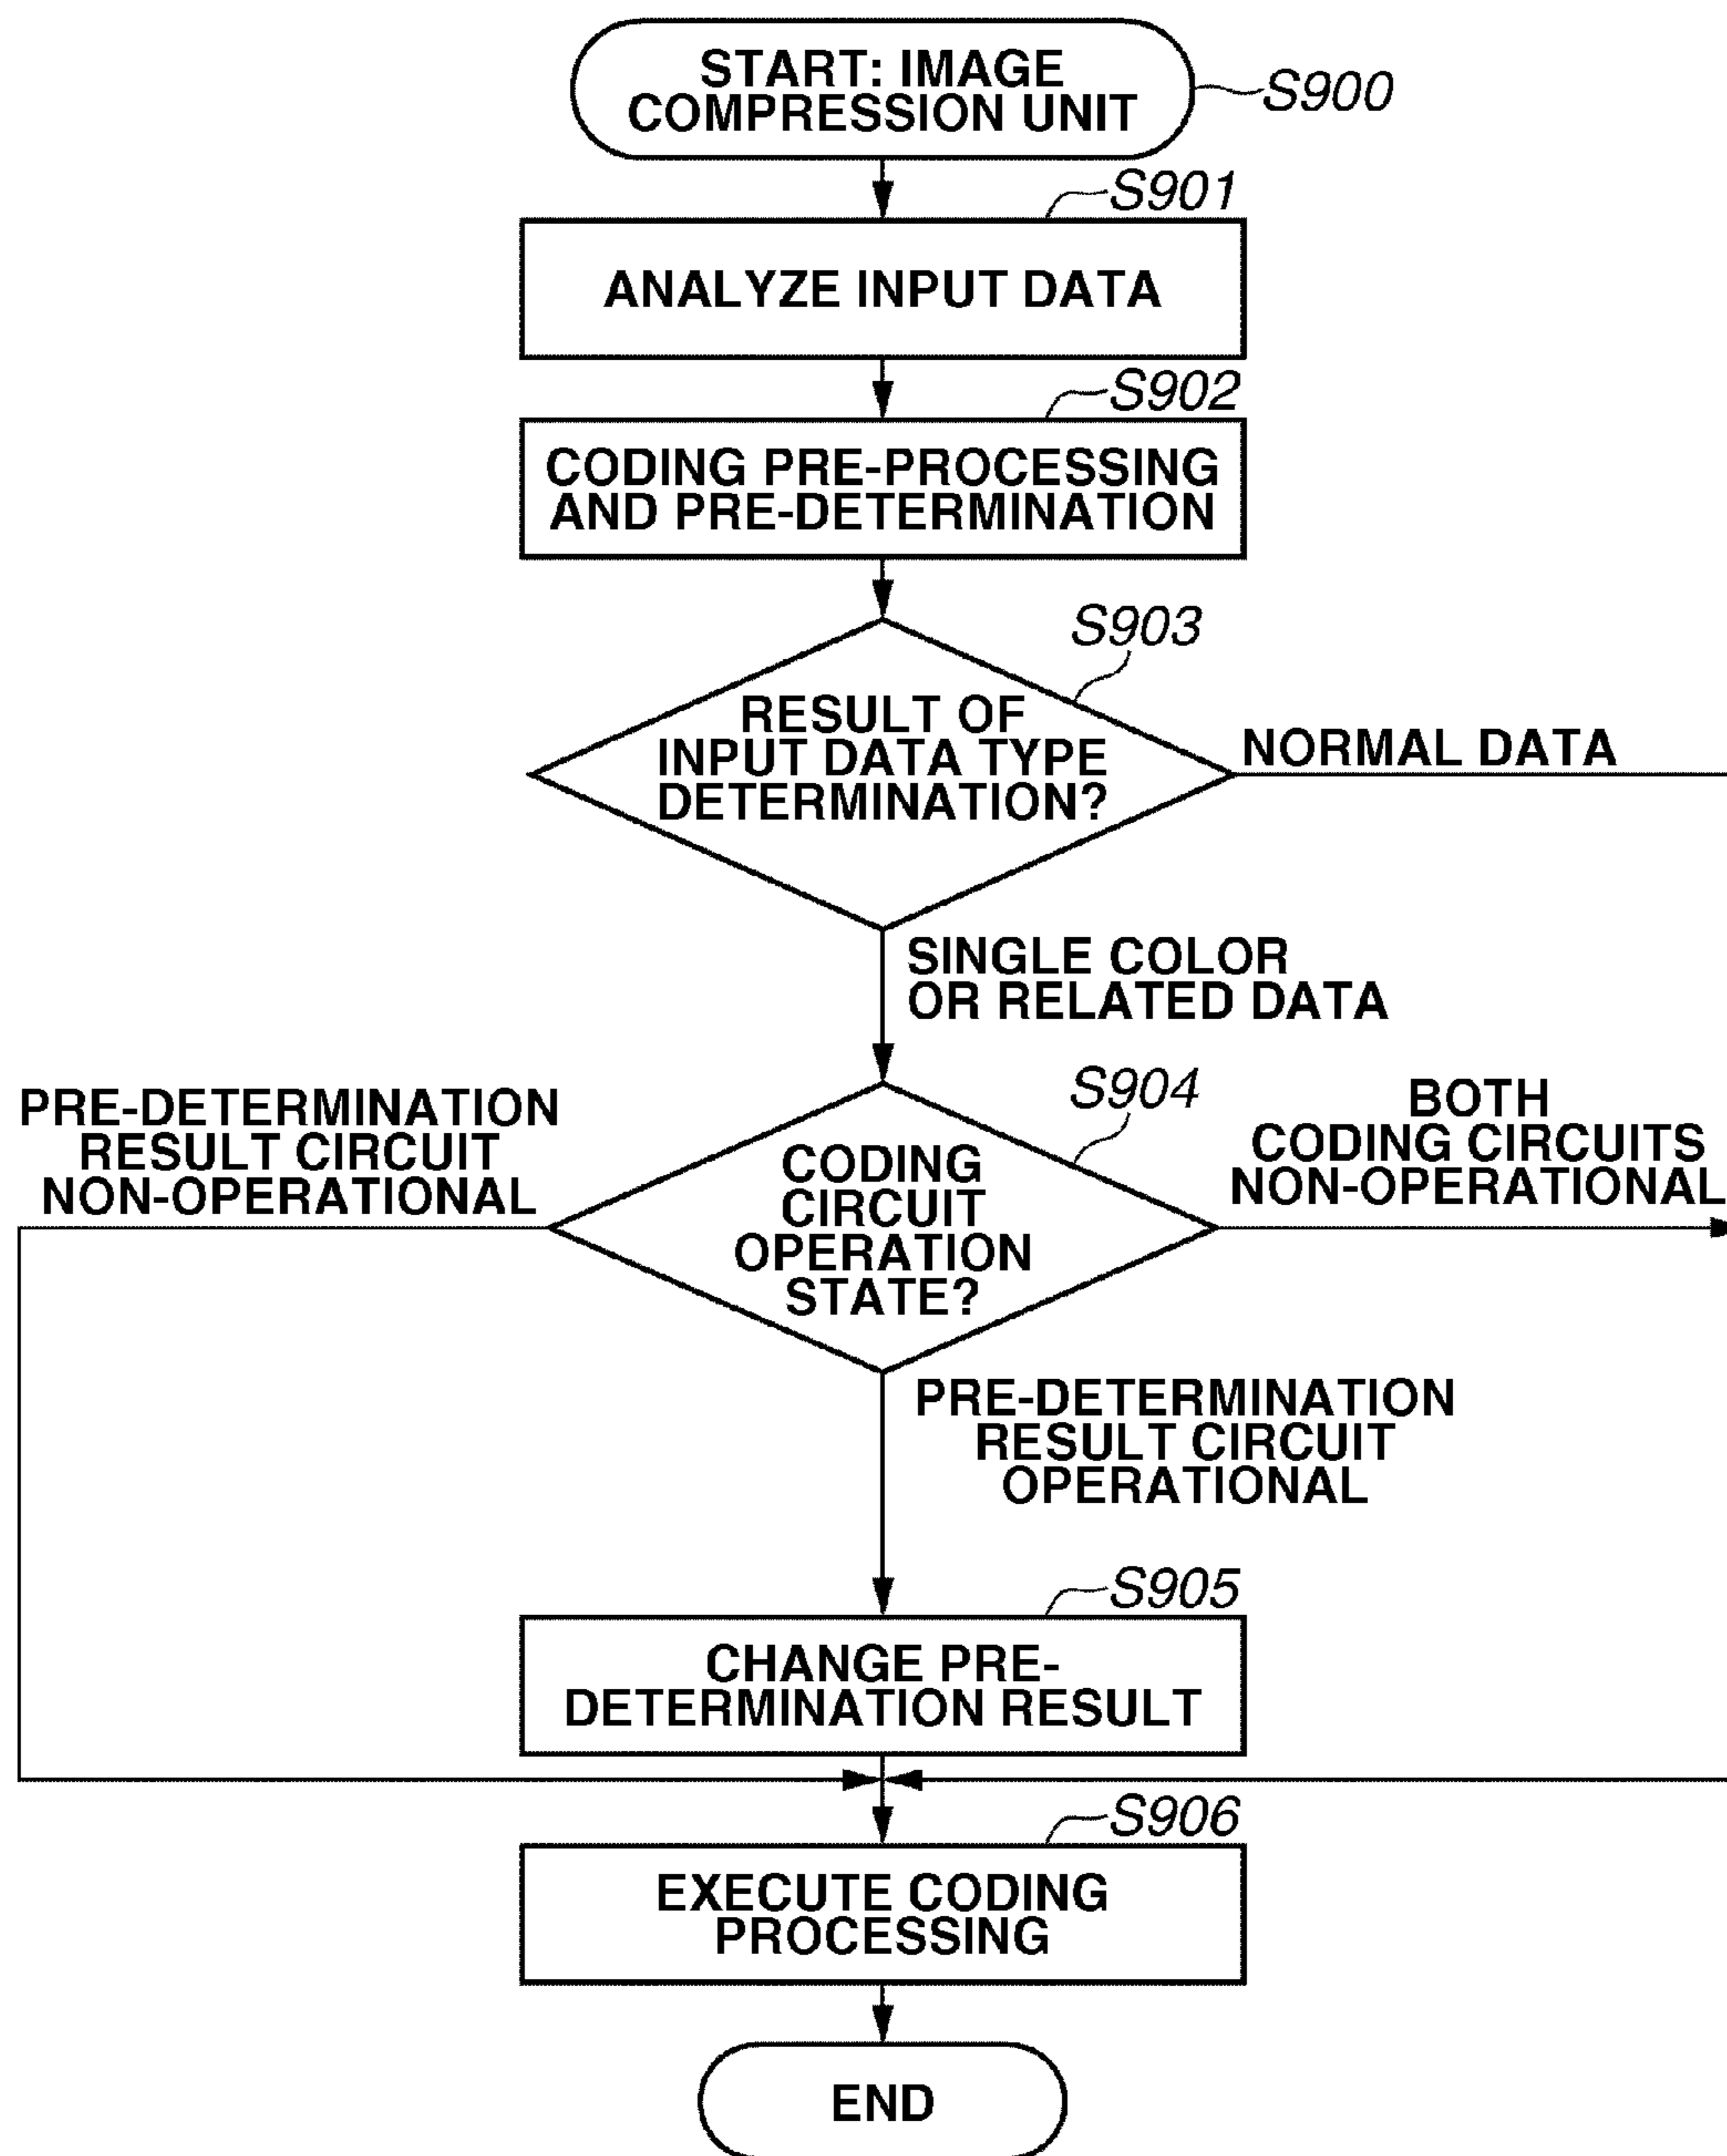 START: IMAGE
COMPRESSION UNIT
S900
S901
ANALYZE INPUT DATA
S902
CODING PRE-PROCESSING
AND PRE-DETERMINATION
S903
RESULT OF
INPUT DATA TYPE
DETERMINATION?
NORMAL DATA
SINGLE COLOR
OR RELATED DATA
PRE-DETERMINATION
RESULT CIRCUIT
NON-OPERATIONAL
S904
CODING
CIRCUIT
OPERATION
STATE?
BOTH
CODING CIRCUITS
NON-OPERATIONAL
PRE-DETERMINATION
RESULT CIRCUIT
OPERATIONAL
S905
CHANGE PRE-
DETERMINATION RESULT
S906
EXECUTE CODING
PROCESSING
END